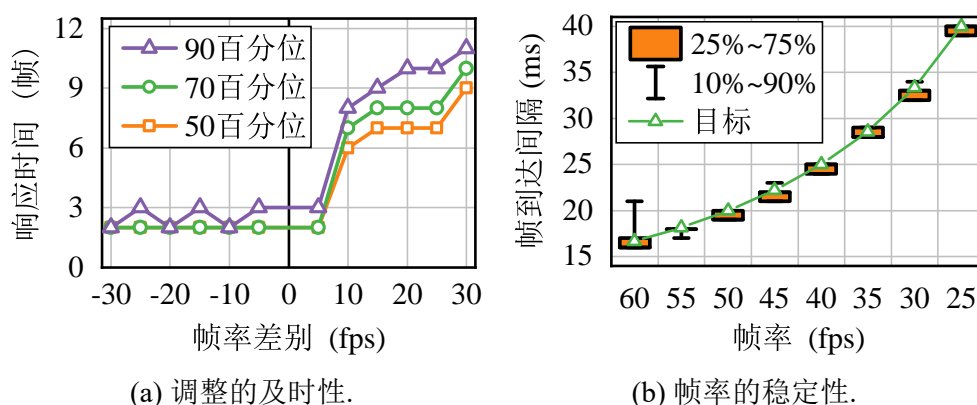 12
9
6
3
0
响应时间 (帧)
90百分位
70百分位
50百分位
-30 -20 -10 0 10 20 30
帧率差别 (fps)
(a) 调整的及时性.
40
35
30
25
20
15
帧到达间隔 (ms)
25%~75%
10%~90%
目标
60 55 50 45 40 35 30 25
帧率 (fps)
(b) 帧率的稳定性.